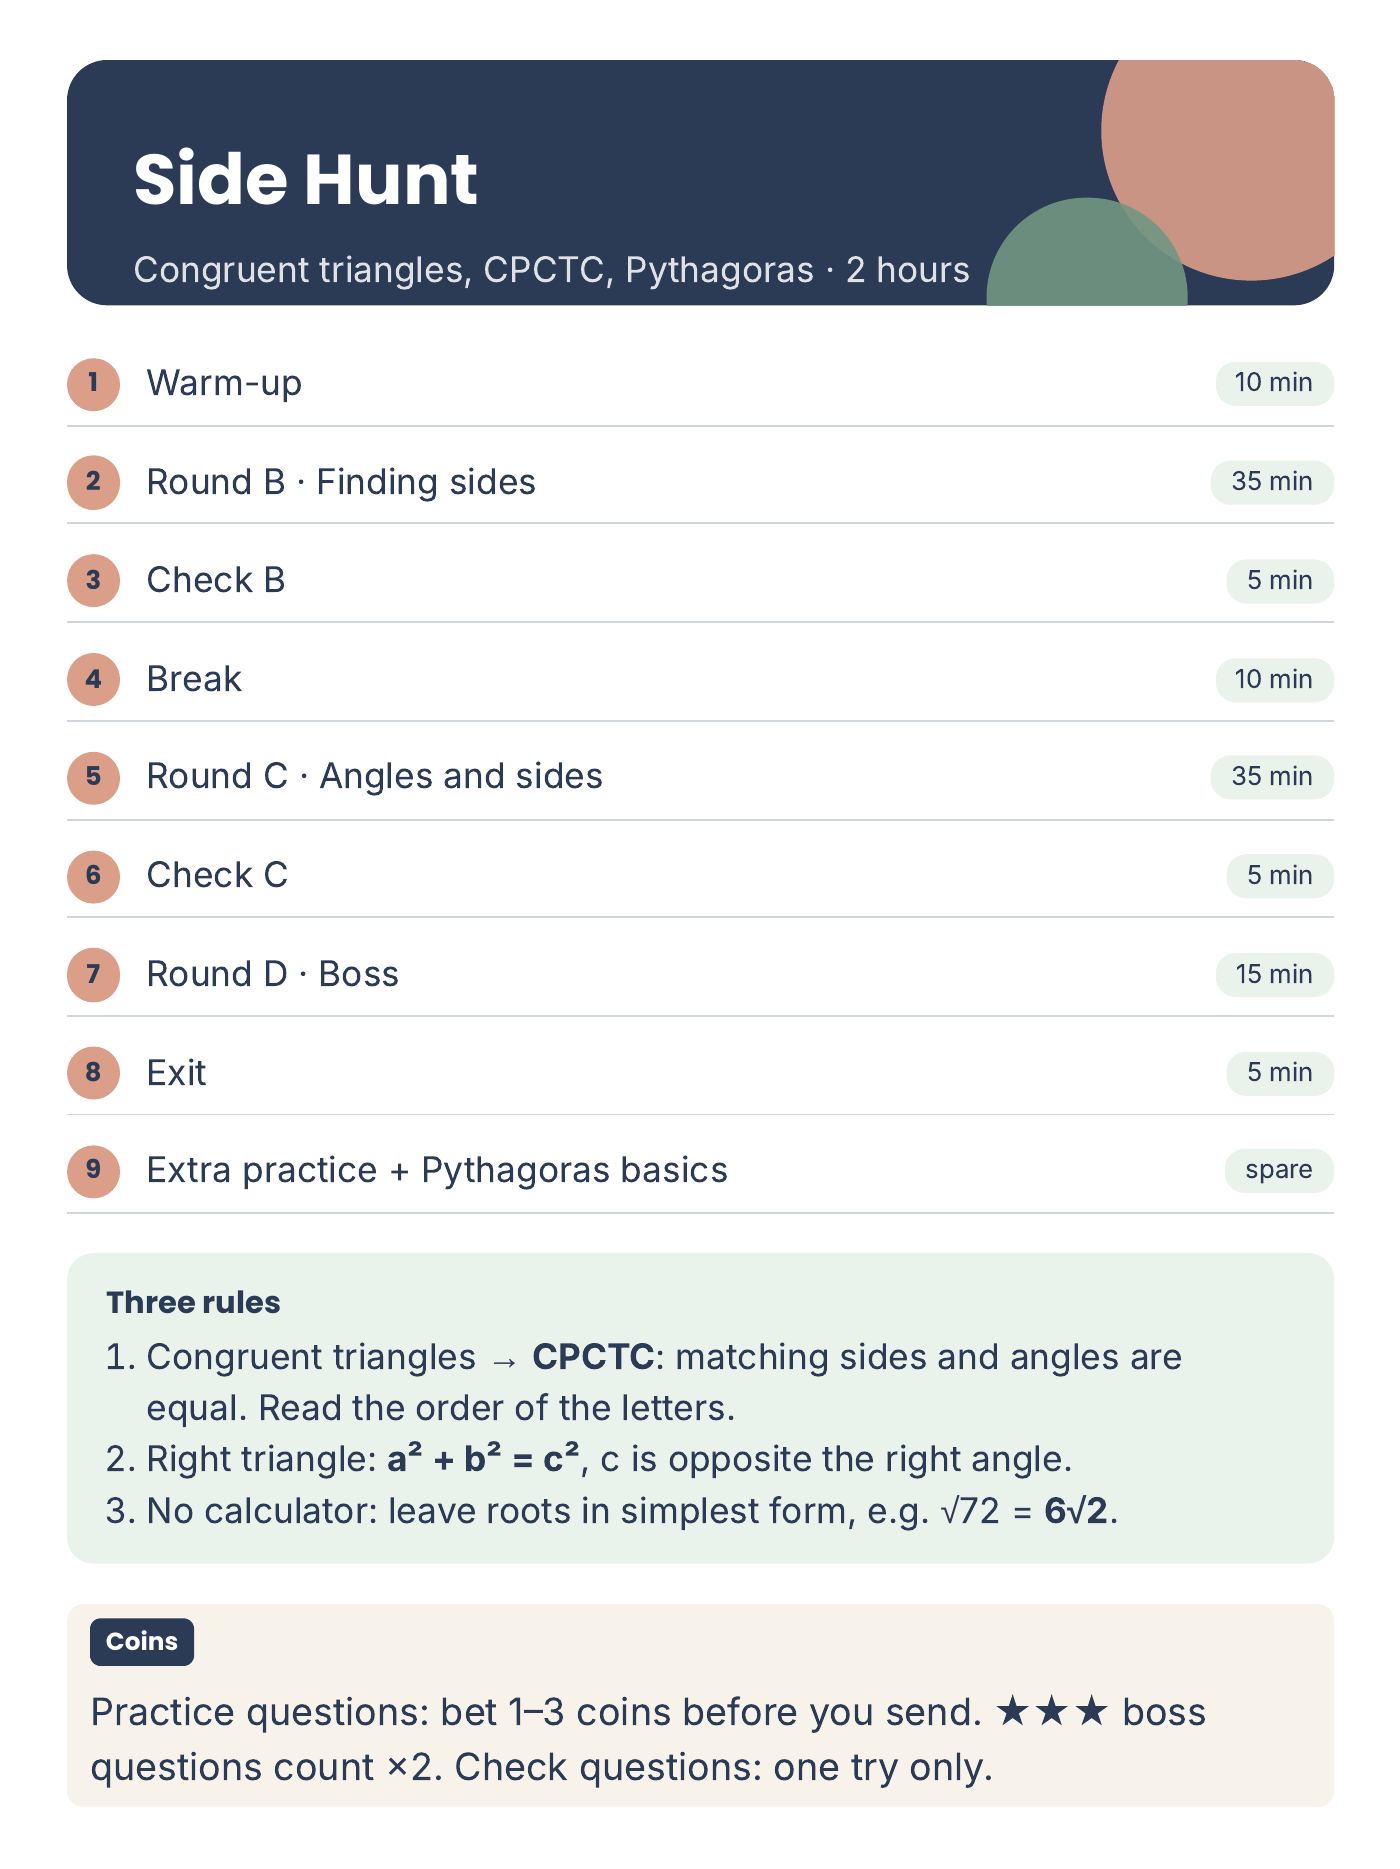 Side Hunt
Congruent triangles, CPCTC, Pythagoras · 2 hours
1 Warm-up 10 min
2 Round B · Finding sides 35 min
3 Check B 5 min
4 Break 10 min
5 Round C · Angles and sides 35 min
6 Check C 5 min
7 Round D · Boss 15 min
8 Exit 5 min
9 Extra practice + Pythagoras basics spare
Three rules
1. Congruent triangles → CPCTC: matching sides and angles are
equal. Read the order of the letters.
2. Right triangle: a² + b² = c², c is opposite the right angle.
3. No calculator: leave roots in simplest form, e.g. √72 = 6√2.
Coins
Practice questions: bet 1–3 coins before you send. ★★★ boss
questions count ×2. Check questions: one try only.